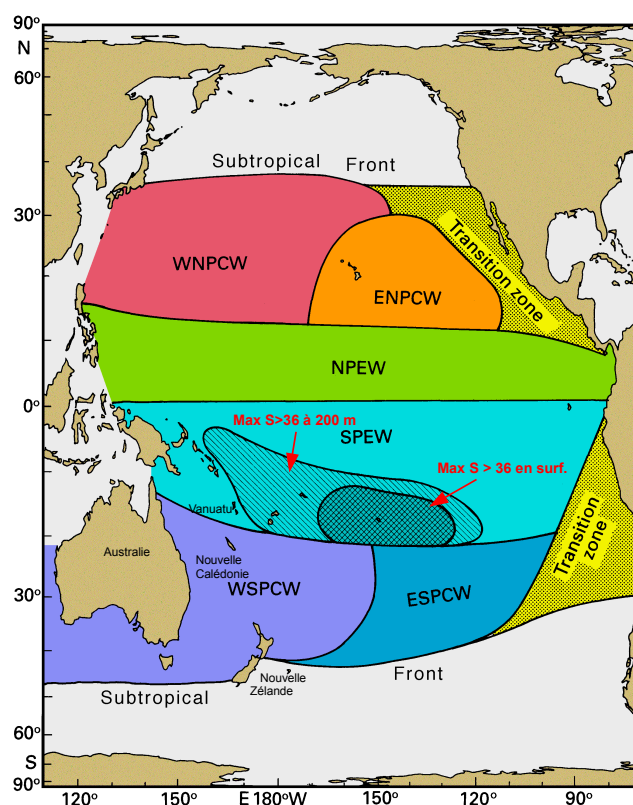 90°
N
60°
Subtropical Front
30°
Transition zone
WNPCW
ENPCW
NPEW
0°
Max S>36 à 200 m
SPEW
Max S > 36 en surf.
Vanuatu
Australie
Nouvelle
Calédonie
Transition
zone
WSPCW
ESPCW
30°
Front
Nouvelle
Zélande
Subtropical
60°
S
90°
120° 150° E 180° W 150° 120° 90°